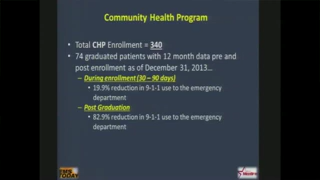 Community Health Program
• Total CHP Enrollment = 340
• 74 graduated patients with 12 month data pre and
post enrollment as of December 31, 2013...
– During enrollment (30 – 90 days)
• 19.9% reduction in 9-1-1 use to the emergency
department
– Post Graduation
• 82.9% reduction in 9-1-1 use to the emergency
department
EMS
TODAY